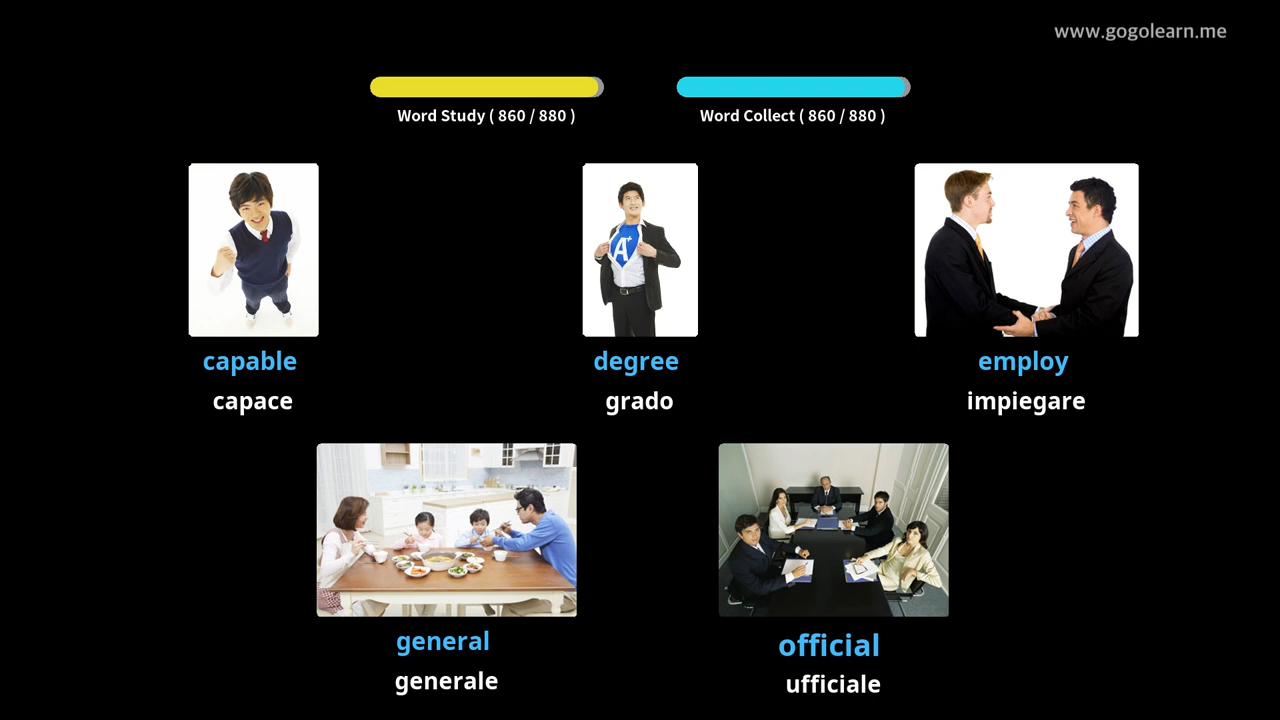 www.gogolearn.me
Word Study ( 860 / 880 )
Word Collect ( 860 / 880 )
A+
capable
degree
employ
capace
grado
impiegare
general
official
generale
ufficiale